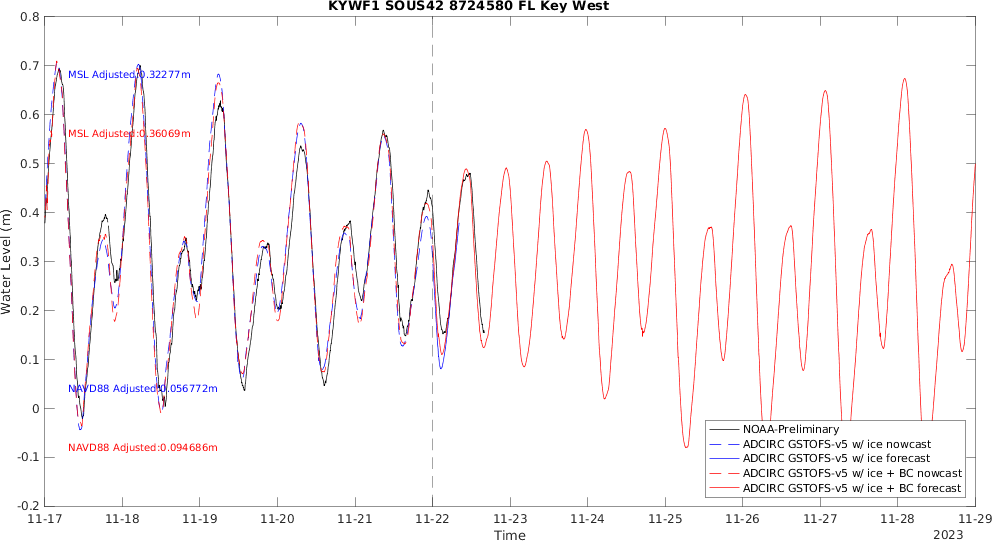 KYWF1 SOUS42 8724580 FL Key West
0.8
0.7
0.6
0.5
0.4
0.3
0.2
0.1
0
-0.1
-0.2
Water Level (m)
MSL Adjusted:0.32277m
MSL Adjusted:0.36069m
NAVD88 Adjusted:0.056772m
NAVD88 Adjusted:0.094686m
NOAA-Preliminary
ADCIRC GSTOFS-v5 w/ ice nowcast
ADCIRC GSTOFS-v5 w/ ice forecast
ADCIRC GSTOFS-v5 w/ ice + BC nowcast
ADCIRC GSTOFS-v5 w/ ice + BC forecast
11-17 11-18 11-19 11-20 11-21 11-22 11-23 11-24 11-25 11-26 11-27 11-28 11-29
Time
2023